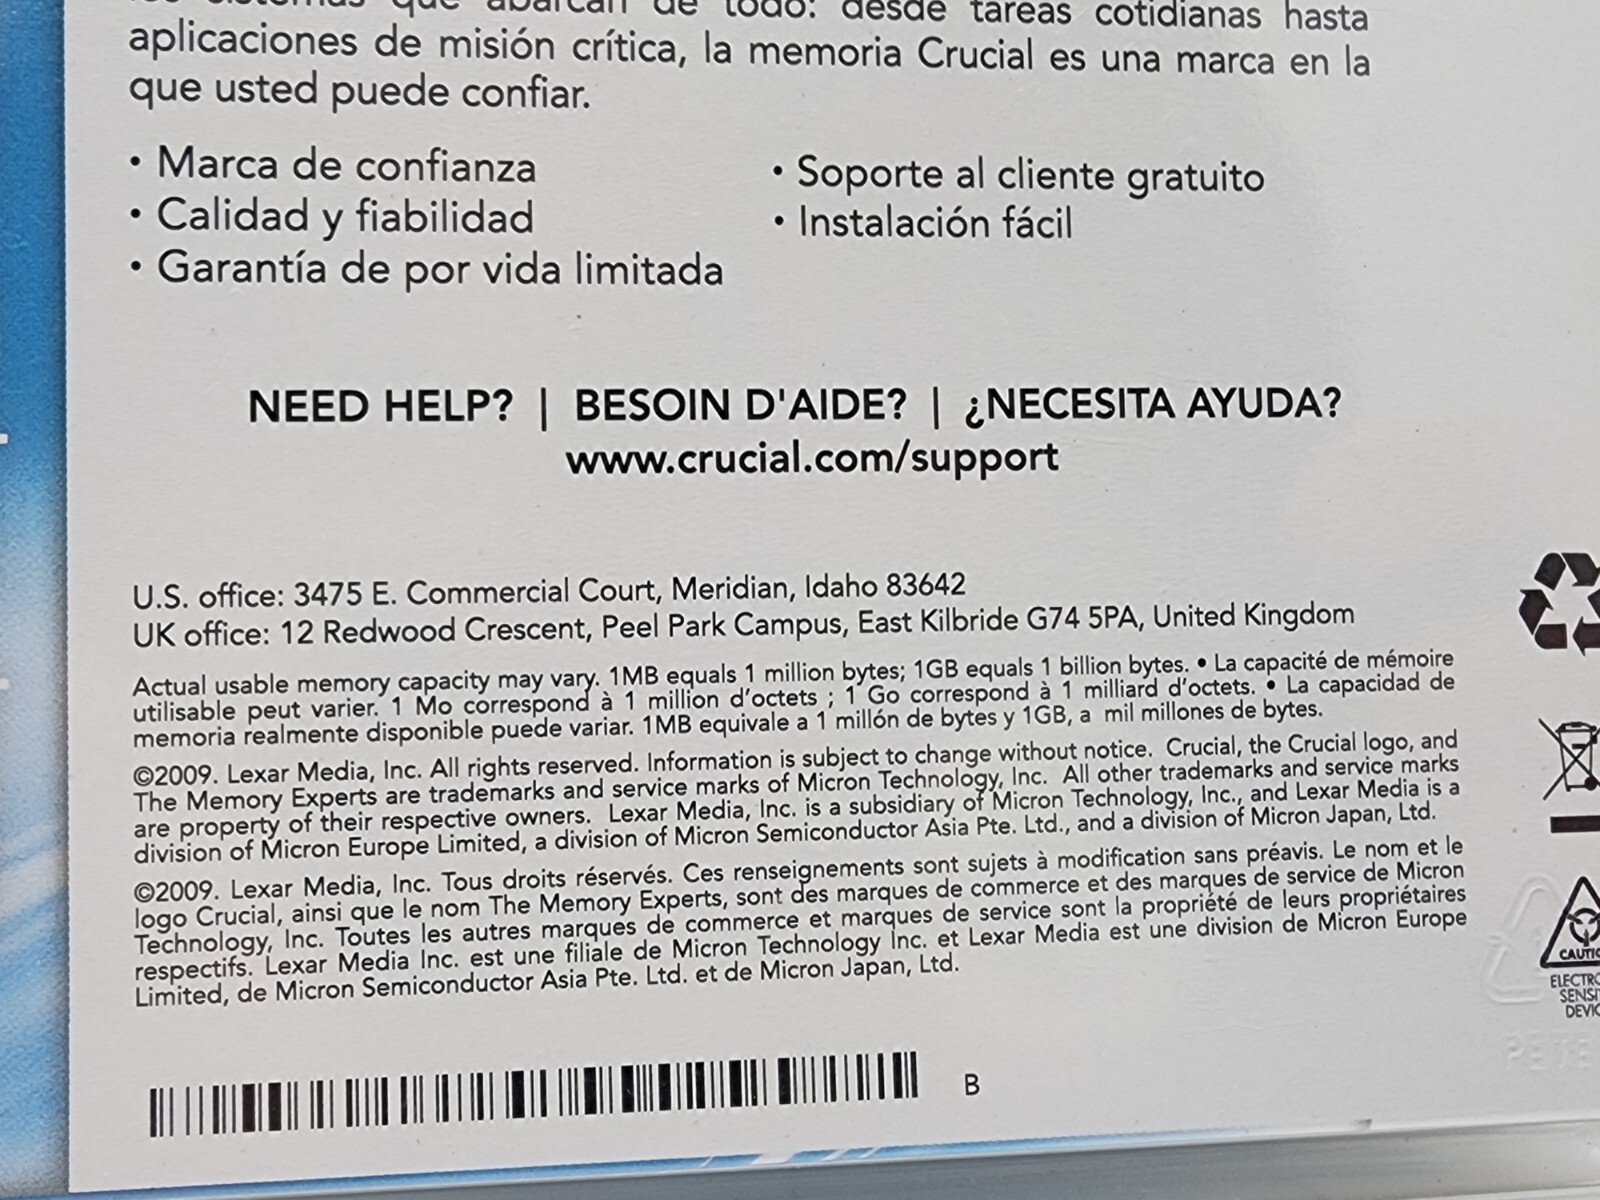 los sistemas que abarcan de todo: desde tareas cotidianas hasta
aplicaciones de misión crítica, la memoria Crucial es una marca en la
que usted puede confiar.
• Marca de confianza
• Calidad y fiabilidad
• Garantía de por vida limitada
• Soporte al cliente gratuito
• Instalación fácil
NEED HELP? | BESOIN D'AIDE? | ¿NECESITA AYUDA?
www.crucial.com/support
U.S. office: 3475 E. Commercial Court, Meridian, Idaho 83642
UK office: 12 Redwood Crescent, Peel Park Campus, East Kilbride G74 5PA, United Kingdom
Actual usable memory capacity may vary. 1MB equals 1 million bytes; 1GB equals 1 billion bytes. • La capacité de mémoire
utilisable peut varier. 1 Mo correspond à 1 million d'octets ; 1 Go correspond à 1 milliard d'octets. • La capacidad de
memoria realmente disponible puede variar. 1MB equivale a 1 millón de bytes y 1GB, a mil millones de bytes.
©2009. Lexar Media, Inc. All rights reserved. Information is subject to change without notice. Crucial, the Crucial logo, and
The Memory Experts are trademarks and service marks of Micron Technology, Inc. All other trademarks and service marks
are property of their respective owners. Lexar Media, Inc. is a subsidiary of Micron Technology, Inc., and Lexar Media is a
division of Micron Europe Limited, a division of Micron Semiconductor Asia Pte. Ltd., and a division of Micron Japan, Ltd.
©2009. Lexar Media, Inc. Tous droits réservés. Ces renseignements sont sujets à modification sans préavis. Le nom et le
logo Crucial, ainsi que le nom The Memory Experts, sont des marques de commerce et des marques de service de Micron
Technology, Inc. Toutes les autres marques de commerce et marques de service sont la propriété de leurs propriétaires
respectifs. Lexar Media Inc. est une filiale de Micron Technology Inc. et Lexar Media est une division de Micron Europe
Limited, de Micron Semiconductor Asia Pte. Ltd. et de Micron Japan, Ltd.
B
CAUTIO
ELECTRO
SENSIT
DEVIC